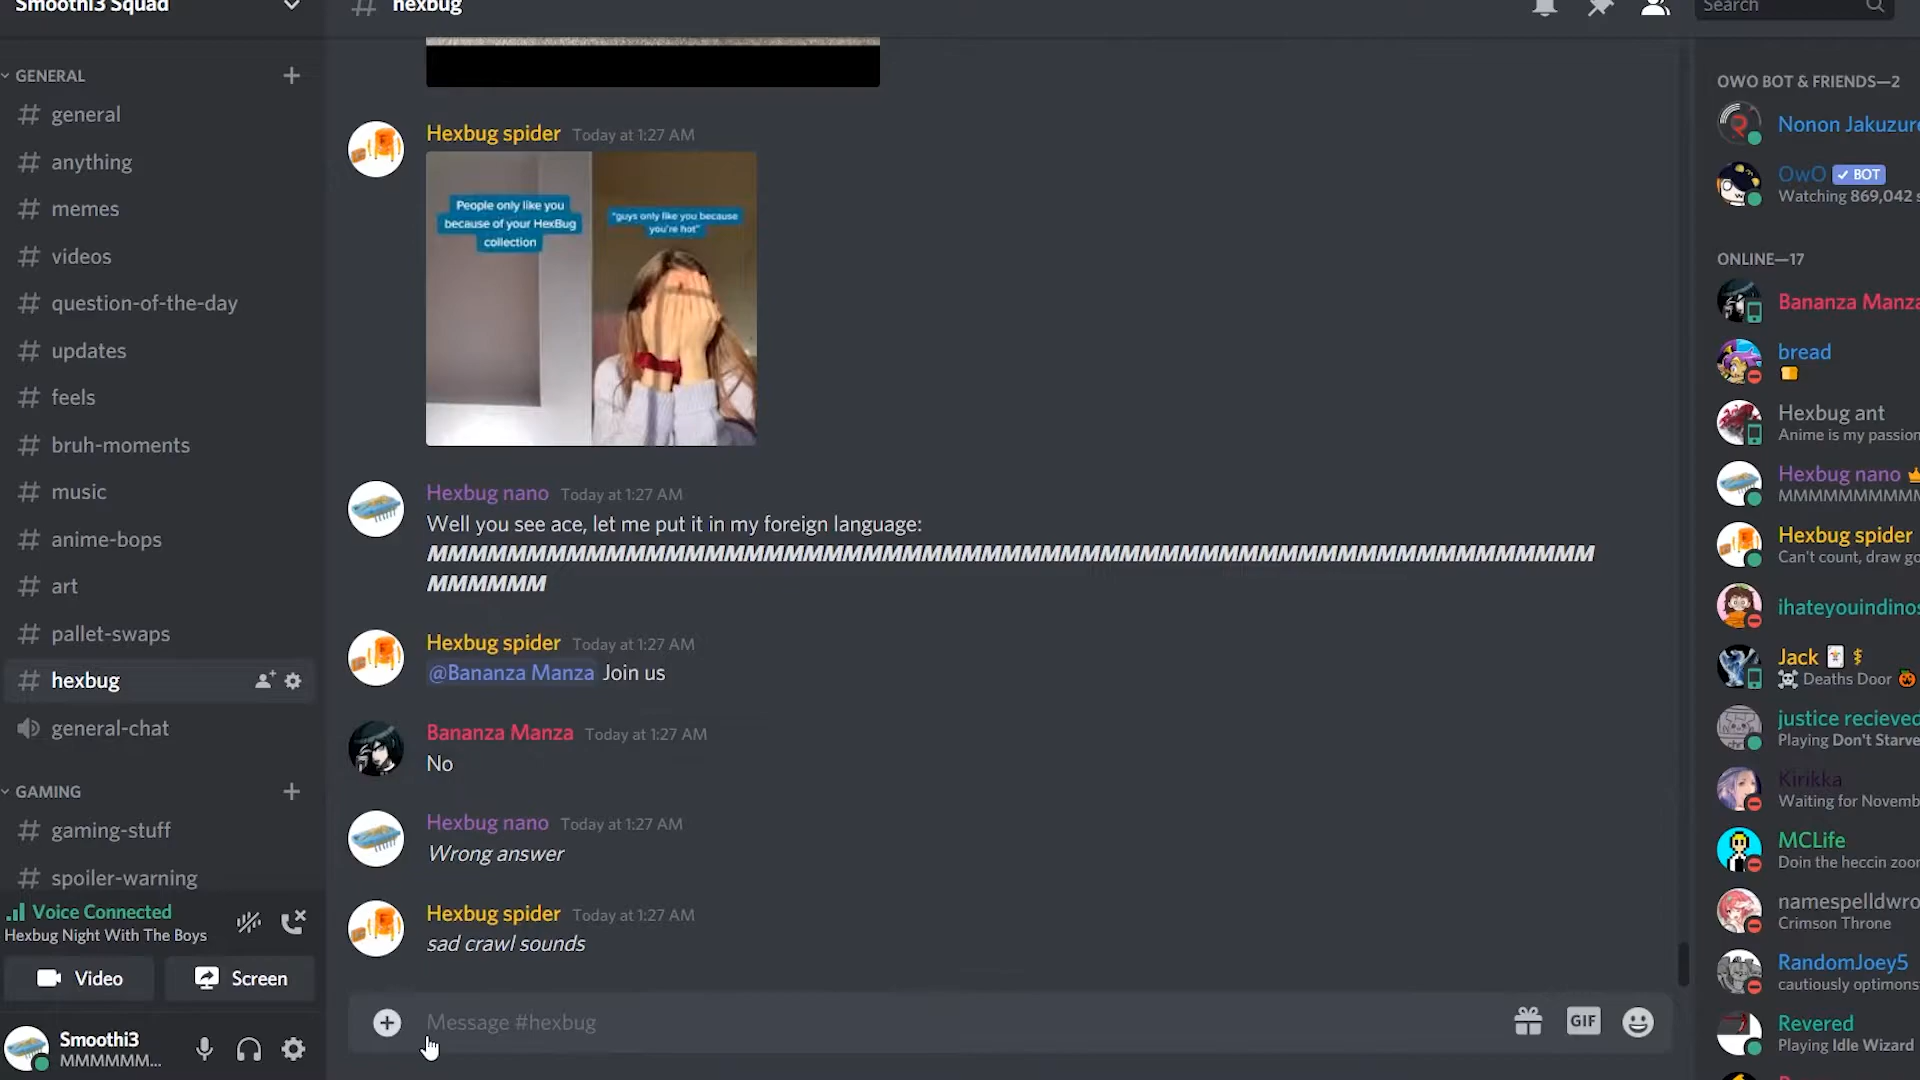 Smoothi3 Squad
GENERAL
# general
# anything
# memes
# videos
# question-of-the-day
# updates
# feels
# bruh-moments
# music
# anime-bops
# art
# pallet-swaps
# hexbug
general-chat
GAMING
# gaming-stuff
# spoiler-warning
Voice Connected
Hexbug Night With The Boys
Video
Screen
Smoothi3
MMMMMM...
# hexbug
Search
Hexbug spider Today at 1:27 AM
People only like you
because of your HexBug
collection
"guys only like you because
you're hot"
Hexbug nano Today at 1:27 AM
Well you see ace, let me put it in my foreign language:
MMMMMMMMMMMMMMMMMMMMMMMMMMMMMMMMMMMMMMMMMMMMMMMMMMMMMMMMMMM
MMMMMM
Hexbug spider Today at 1:27 AM
@Bananza Manza Join us
Bananza Manza Today at 1:27 AM
No
Hexbug nano Today at 1:27 AM
Wrong answer
Hexbug spider Today at 1:27 AM
sad crawl sounds
Message #hexbug
GIF
OWO BOT & FRIENDS—2
Nonon Jakuzure
OwO BOT
Watching 869,042 s
ONLINE—17
Bananza Manza
bread
Hexbug ant
Anime is my passion
Hexbug nano
MMMMMMMMMM
Hexbug spider
Can't count, draw go
ihateyouindinos
Jack
Deaths Door
justice recieved
Playing Don't Starve
Kirikka
Waiting for Novemb
MCLife
Doin the heccin zoor
namespelldwro
Crimson Throne
RandomJoey5
cautiously optimons
Revered
Playing Idle Wizard